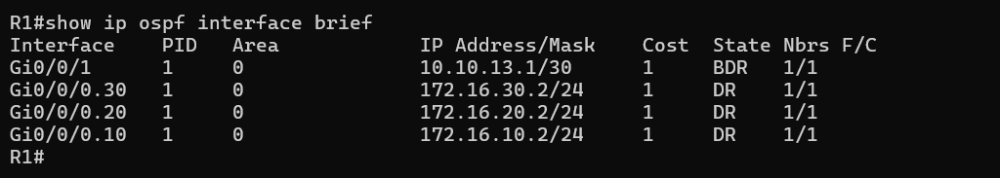 R1#show ip ospf interface brief
Interface    PID   Area            IP Address/Mask    Cost  State Nbrs F/C
Gi0/0/1      1     0               10.10.13.1/30      1     BDR   1/1
Gi0/0/0.30   1     0               172.16.30.2/24     1     DR    1/1
Gi0/0/0.20   1     0               172.16.20.2/24     1     DR    1/1
Gi0/0/0.10   1     0               172.16.10.2/24     1     DR    1/1
R1#